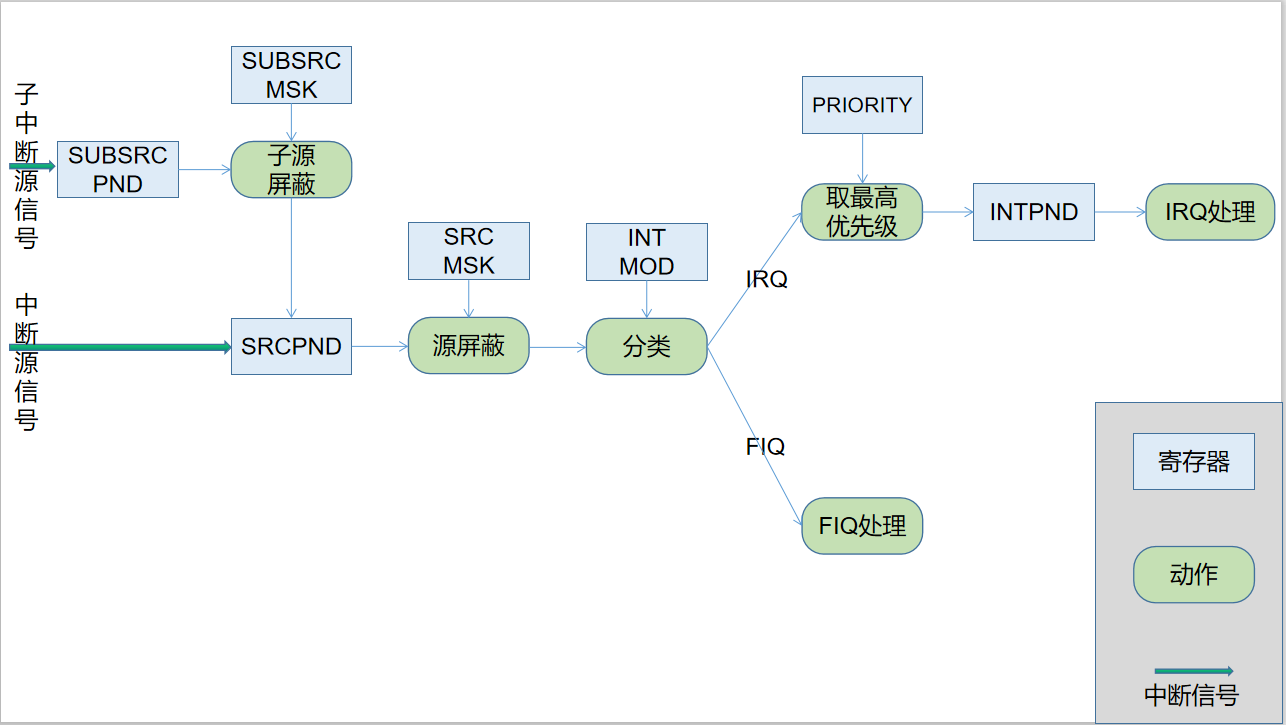 子中断源信号
SUBSRC
PND
SUBSRC
MSK
子源
屏蔽
中断源信号
SRCPND
SRC
MSK
源屏蔽
INT
MOD
分类
IRQ
FIQ
PRIORITY
取最高
优先级
INTPND
IRQ处理
FIQ处理
寄存器
动作
中断信号